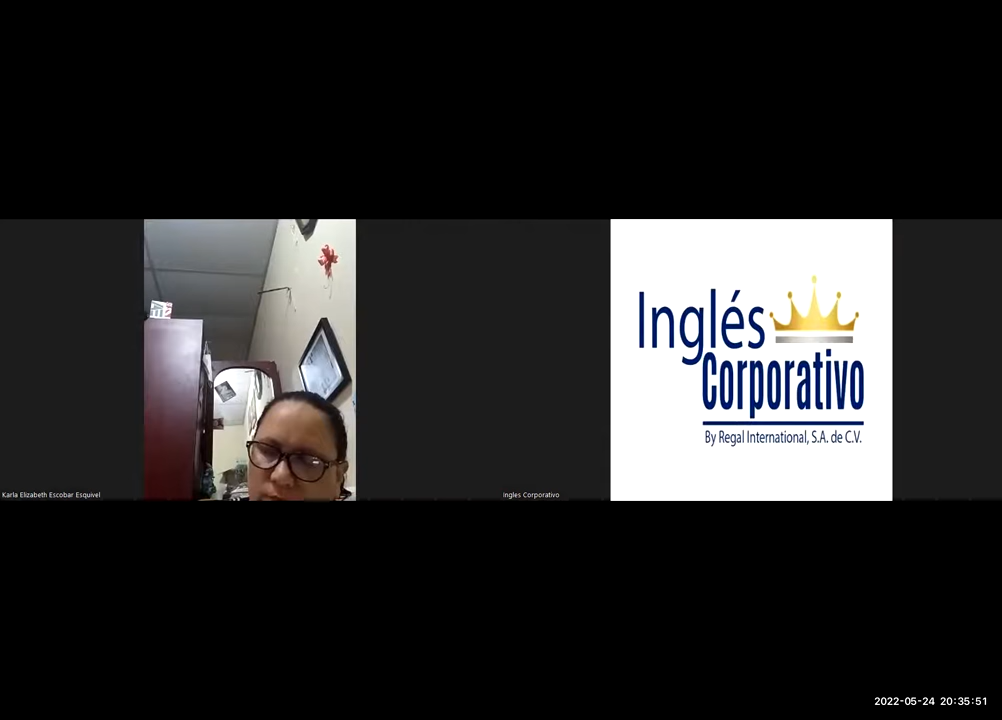 Inglés
Corporativo
By Regal International, S.A. de C.V.
Karla Elizabeth Escobar Esquivel
Ingles Corporativo
2022-05-24 20:35:51